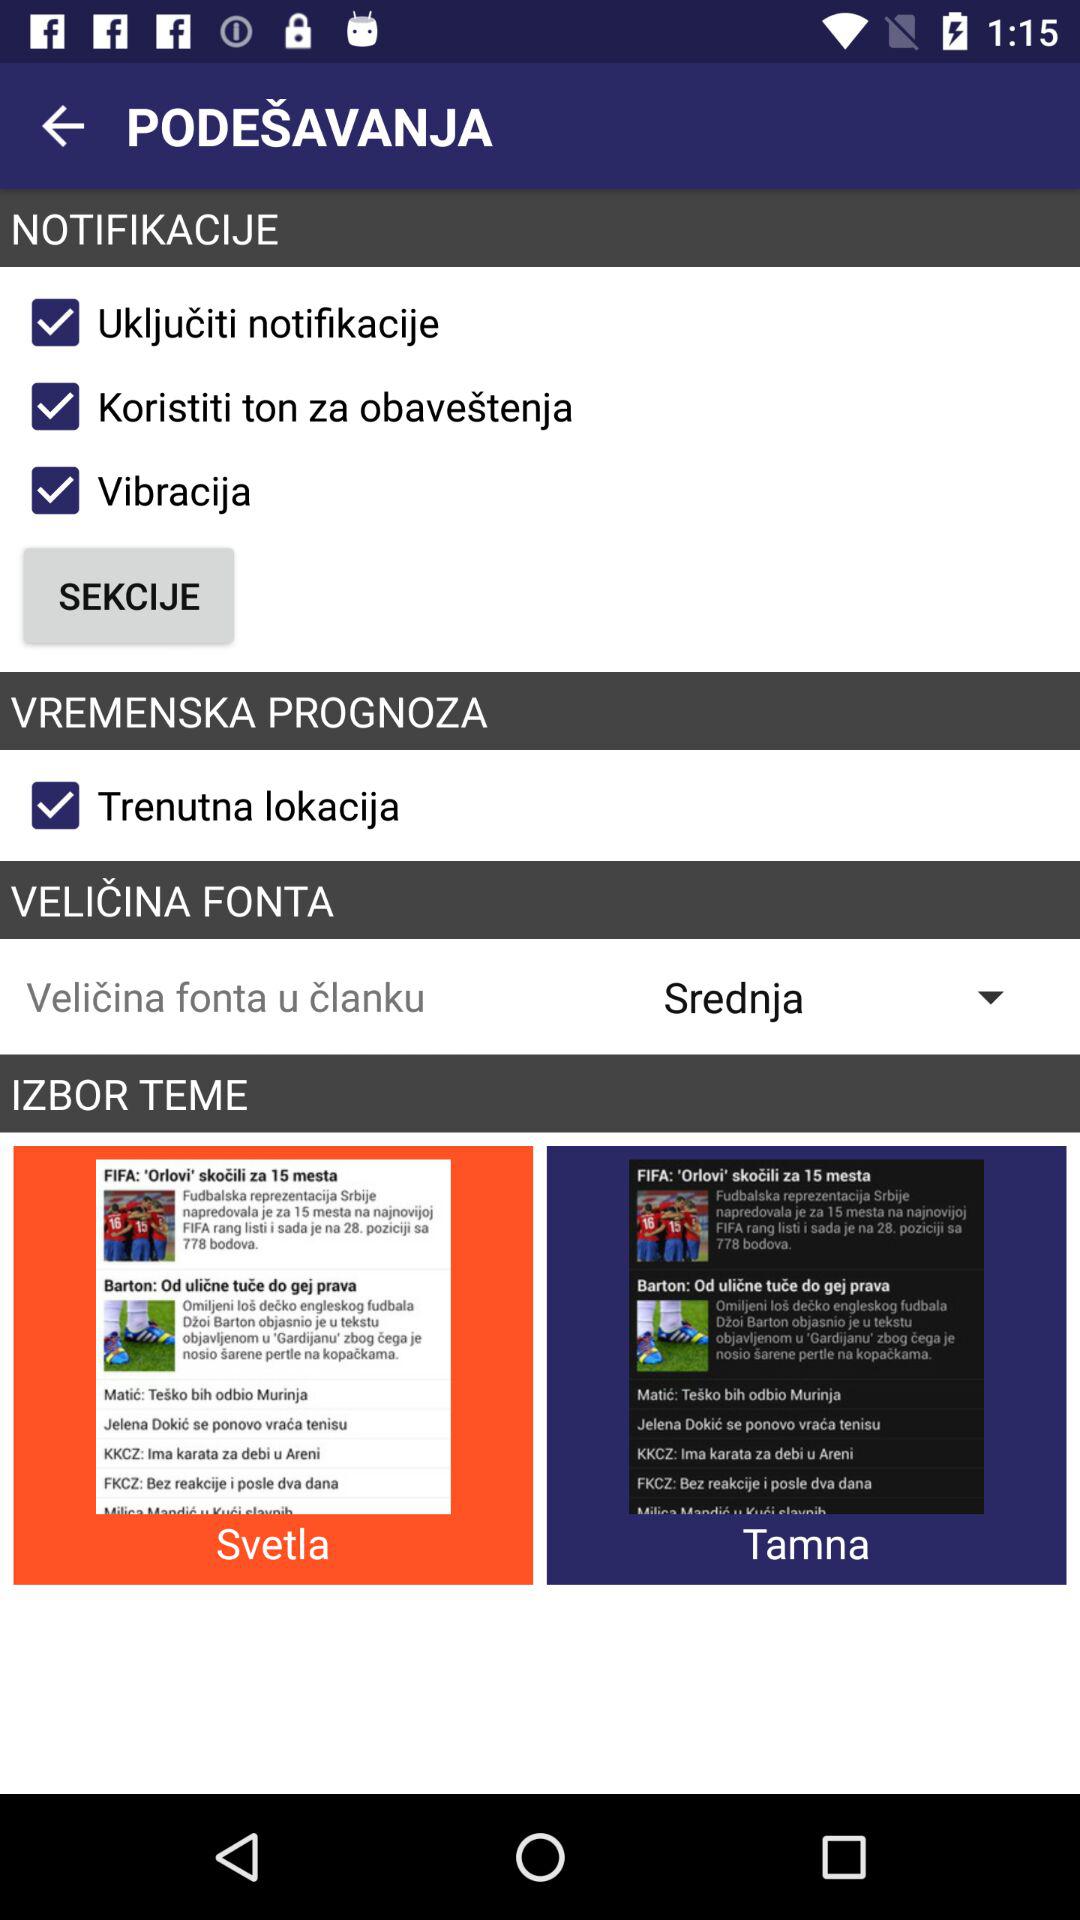 1:15
PODEŠAVANJA
NOTIFIKACIJE
Uključiti notifikacije
Koristiti ton za obaveštenja
Vibracija
SEKCIJE
VREMENSKA PROGNOZA
Trenutna lokacija
VELIČINA FONTA
Veličina fonta u članku Srednja
IZBOR TEME
FIFA: 'Orlovi' skočili za 15 mesta
Fudbalska reprezentacija Srbije
napredovala je za 15 mesta na najnovijoj
FIFA rang listi i sada je na 28. poziciji sa
778 bodova.
Barton: Od ulične tuče do gej prava
Omiljeni loš dečko engleskog fudbala
Džoi Barton objasnio je u tekstu
objavljenom u 'Gardijanu' zbog čega je
nosio šarene pertle na kopačkama.
Matić: Teško bih odbio Murinja
Jelena Dokić se ponovo vraća tenisu
KKCZ: Ima karata za debi u Areni
FKCZ: Bez reakcije i posle dva dana
Milica Mandić u Kući slavnih
Svetla
FIFA: 'Orlovi' skočili za 15 mesta
Fudbalska reprezentacija Srbije
napredovala je za 15 mesta na najnovijoj
FIFA rang listi i sada je na 28. poziciji sa
778 bodova.
Barton: Od ulične tuče do gej prava
Omiljeni loš dečko engleskog fudbala
Džoi Barton objasnio je u tekstu
objavljenom u 'Gardijanu' zbog čega je
nosio šarene pertle na kopačkama.
Matić: Teško bih odbio Murinja
Jelena Dokić se ponovo vraća tenisu
KKCZ: Ima karata za debi u Areni
FKCZ: Bez reakcije i posle dva dana
Milica Mandić u Kući slavnih
Tamna